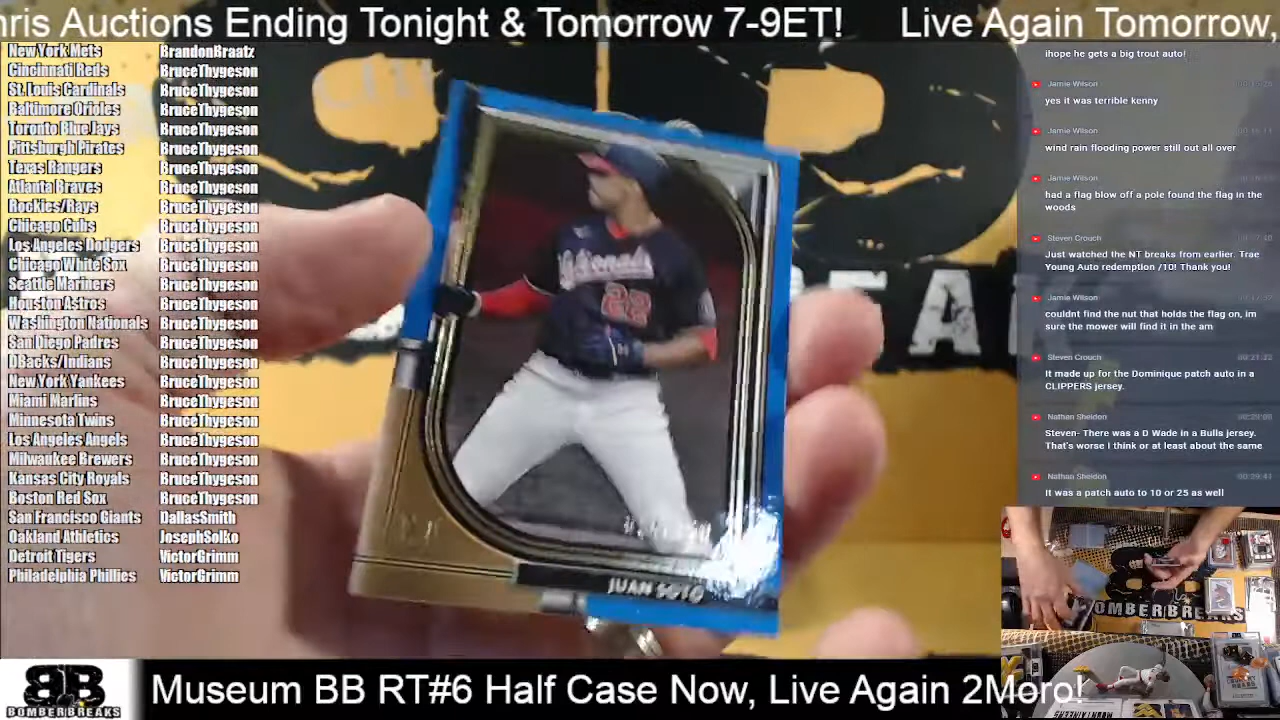 hris Auctions Ending Tonight & Tomorrow 7-9ET! Live Again Tomorrow,
New York Mets BrandonBraatz
Cincinnati Reds BruceThygeson
St. Louis Cardinals BruceThygeson
Baltimore Orioles BruceThygeson
Toronto Blue Jays BruceThygeson
Pittsburgh Pirates BruceThygeson
Texas Rangers BruceThygeson
Atlanta Braves BruceThygeson
Rockies/Rays BruceThygeson
Chicago Cubs BruceThygeson
Los Angeles Dodgers BruceThygeson
Chicago White Sox BruceThygeson
Seattle Mariners BruceThygeson
Houston Astros BruceThygeson
Washington Nationals BruceThygeson
San Diego Padres BruceThygeson
DBacks/Indians BruceThygeson
New York Yankees BruceThygeson
Miami Marlins BruceThygeson
Minnesota Twins BruceThygeson
Los Angeles Angels BruceThygeson
Milwaukee Brewers BruceThygeson
Kansas City Royals BruceThygeson
Boston Red Sox BruceThygeson
San Francisco Giants DallasSmith
Oakland Athletics JosephSolko
Detroit Tigers VictorGrimm
Philadelphia Phillies VictorGrimm
Nationals
22
JUAN SOTO
ihope he gets a big trout auto!
Jamie Wilson
yes it was terrible kenny
Jamie Wilson
wind rain flooding power still out all over
Jamie Wilson
had a flag blow off a pole found the flag in the
woods
Steven Crouch
Just watched the NT breaks from earlier. Trae
Young Auto redemption /10! Thank you!
Jamie Wilson
couldnt find the nut that holds the flag on, im
sure the mower will find it in the am
Steven Crouch 00:21:22
It made up for the Dominique patch auto in a
CLIPPERS jersey.
Nathan Sheldon
Steven- There was a D Wade in a Bulls jersey.
That's worse I think or at least about the same
Nathan Sheldon 00:29:41
It was a patch auto to 10 or 25 as well
BOMBERBREAKS
BB
BOMBERBREAKS
Museum BB RT#6 Half Case Now, Live Again 2Moro!